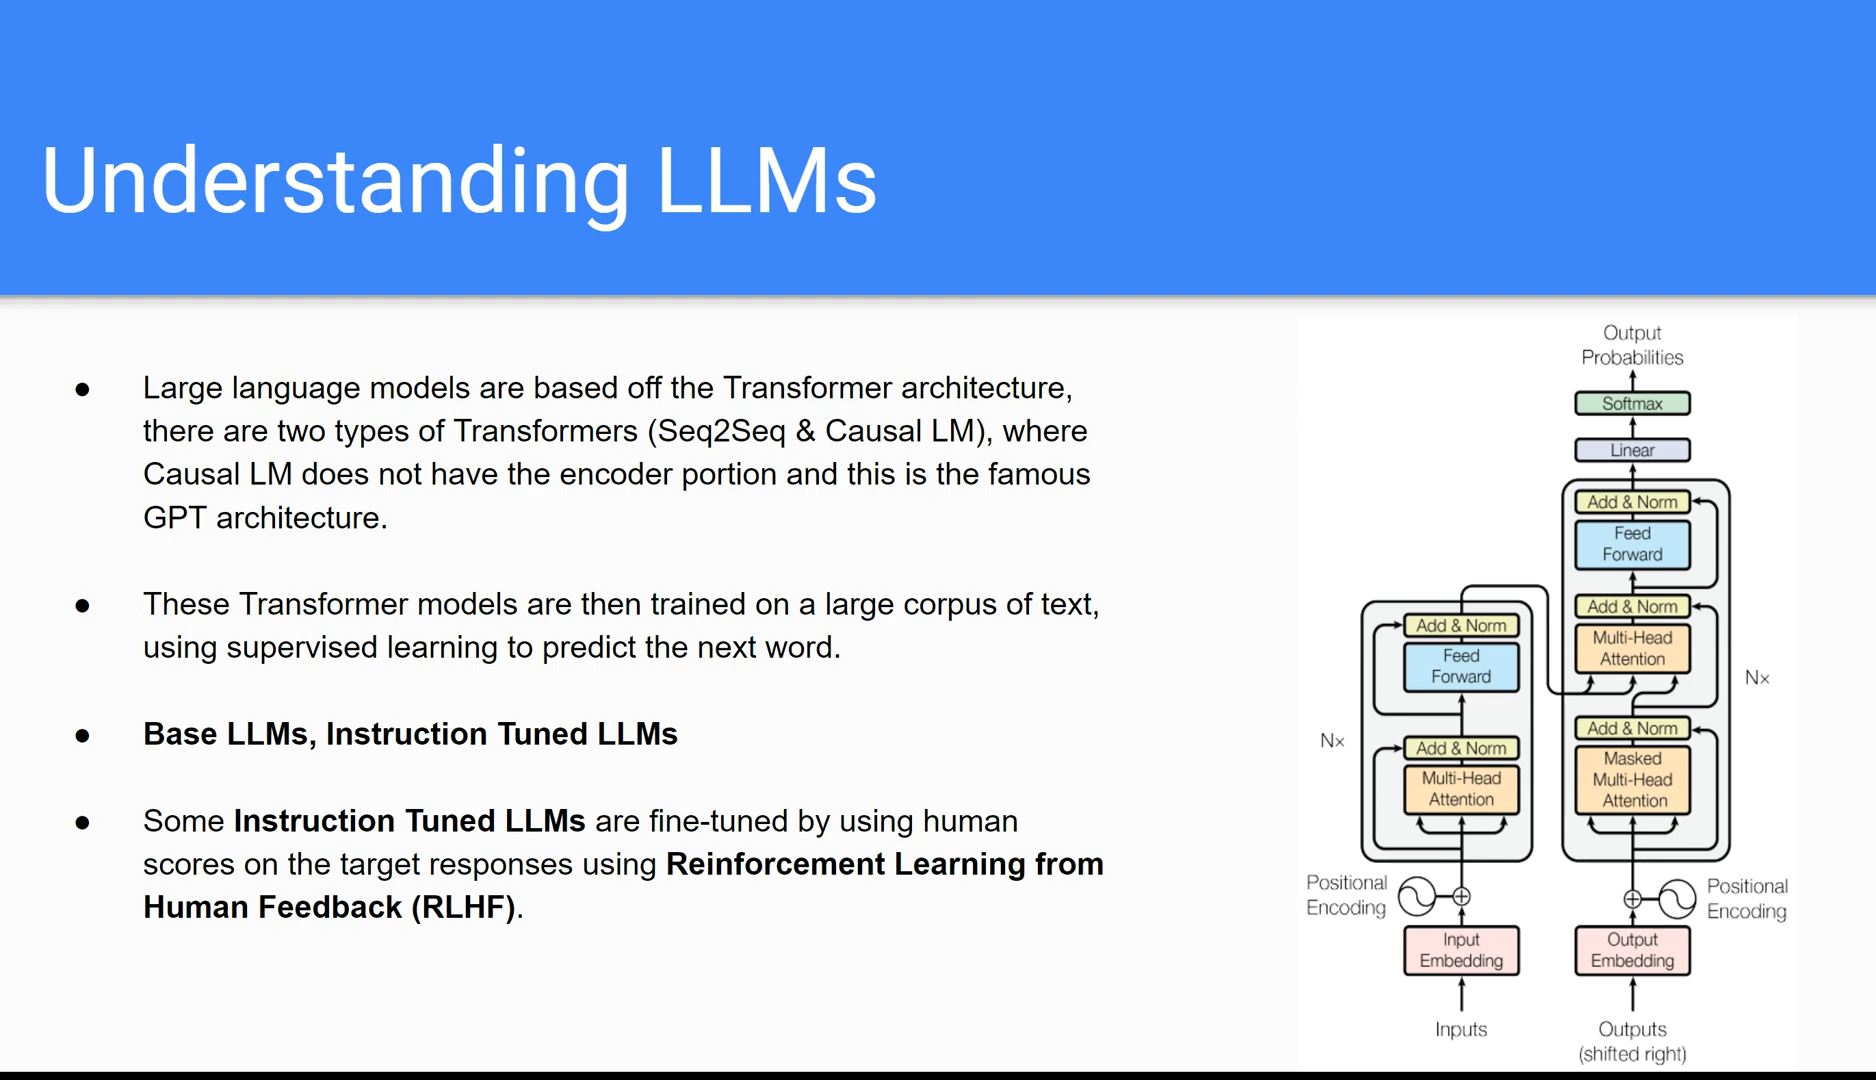 Understanding LLMs
● Large language models are based off the Transformer architecture,
there are two types of Transformers (Seq2Seq & Causal LM), where
Causal LM does not have the encoder portion and this is the famous
GPT architecture.
● These Transformer models are then trained on a large corpus of text,
using supervised learning to predict the next word.
● Base LLMs, Instruction Tuned LLMs
● Some Instruction Tuned LLMs are fine-tuned by using human
scores on the target responses using Reinforcement Learning from
Human Feedback (RLHF).
Output
Probabilities
Softmax
Linear
Add & Norm
Feed
Forward
Add & Norm
Multi-Head
Attention
Add & Norm
Masked
Multi-Head
Attention
Nx
Positional
Encoding
Output
Embedding
Outputs
(shifted right)
Add & Norm
Feed
Forward
Add & Norm
Multi-Head
Attention
Nx
Positional
Encoding
Input
Embedding
Inputs